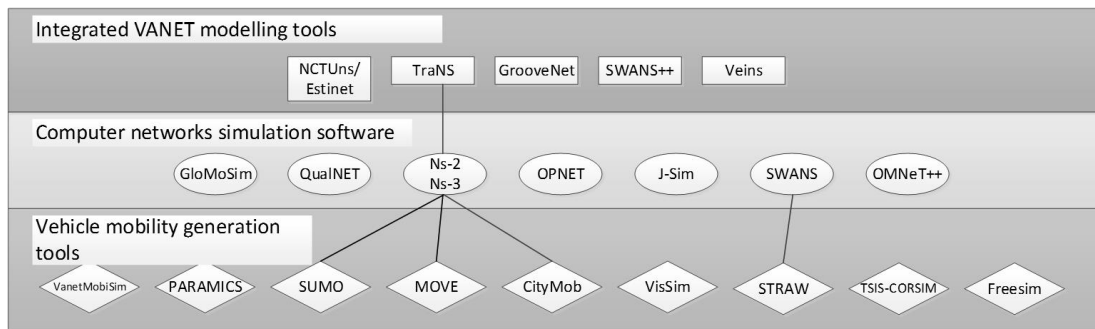 Integrated VANET modelling tools
NCTUns/
Estinet
TraNS
GrooveNet
SWANS++
Veins
Computer networks simulation software
GloMoSim
QualNET
Ns-2
Ns-3
OPNET
J-Sim
SWANS
OMNeT++
Vehicle mobility generation
tools
VanetMobiSim
PARAMICS
SUMO
MOVE
CityMob
VisSim
STRAW
TSIS-CORSIM
Freesim